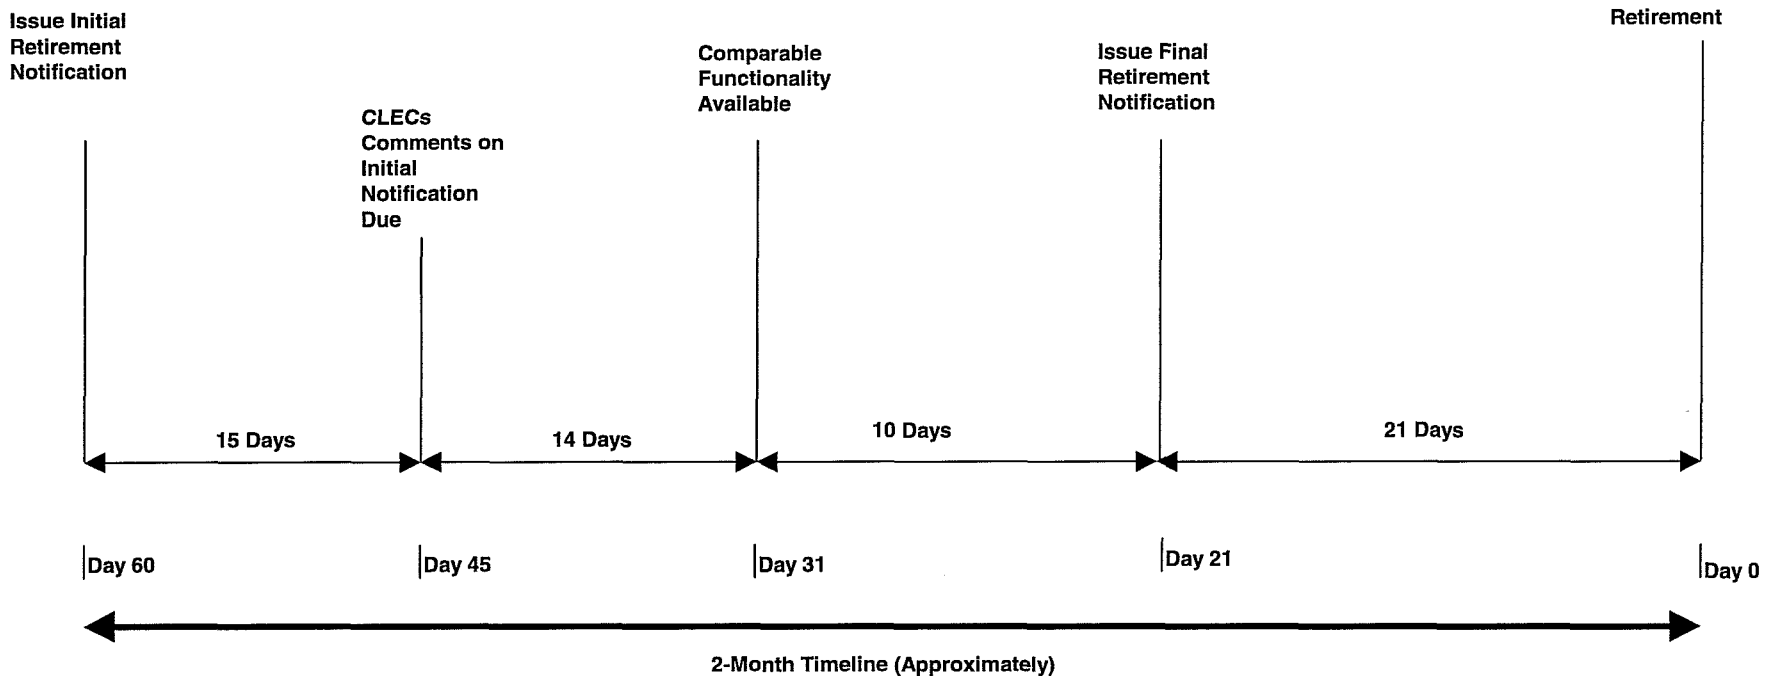 Issue Initial
Retirement
Notification
CLECs
Comments on
Initial
Notification
Due
Comparable
Functionality
Available
Issue Final
Retirement
Notification
Retirement
15 Days
14 Days
10 Days
21 Days
Day 60
Day 45
Day 31
Day 21
Day 0
2-Month Timeline (Approximately)